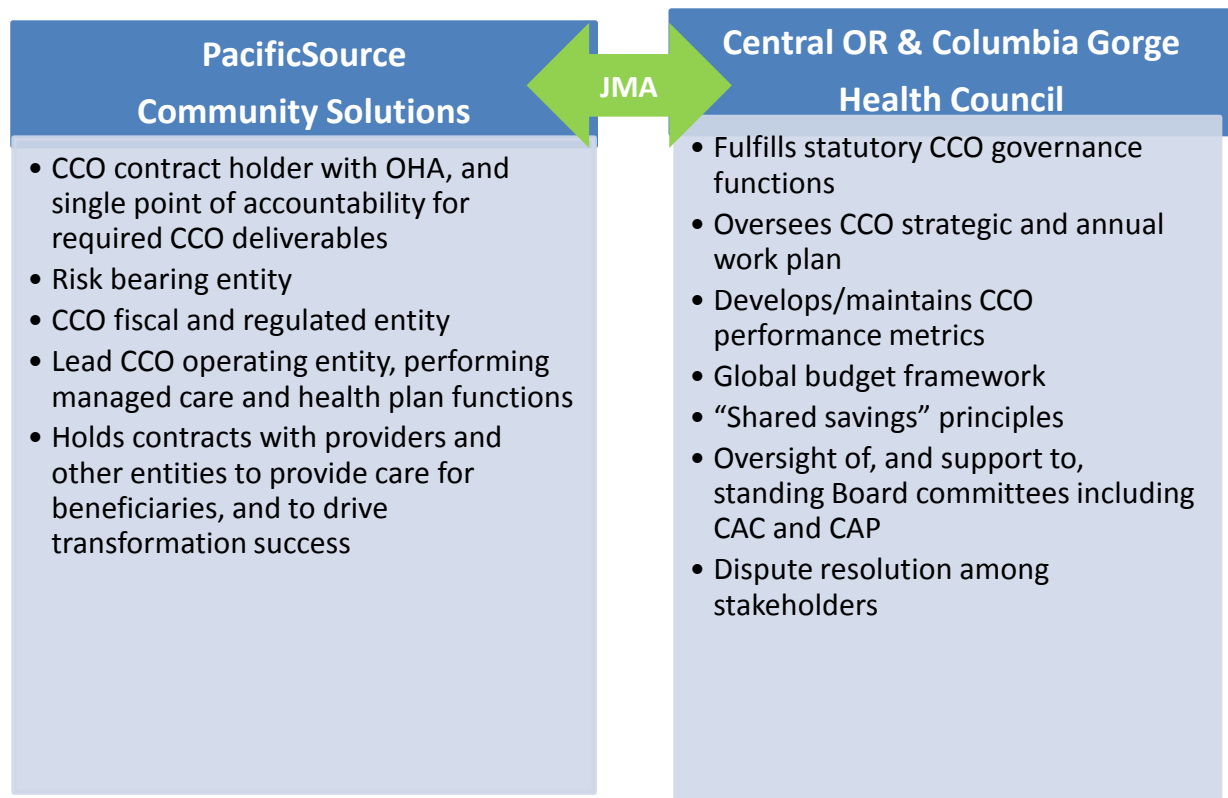 PacificSource
Community Solutions
• CCO contract holder with OHA, and
single point of accountability for
required CCO deliverables
• Risk bearing entity
• CCO fiscal and regulated entity
• Lead CCO operating entity, performing
managed care and health plan functions
• Holds contracts with providers and
other entities to provide care for
beneficiaries, and to drive
transformation success
JMA
Central OR & Columbia Gorge
Health Council
• Fulfills statutory CCO governance
functions
• Oversees CCO strategic and annual
work plan
• Develops/maintains CCO
performance metrics
• Global budget framework
• “Shared savings” principles
• Oversight of, and support to,
standing Board committees including
CAC and CAP
• Dispute resolution among
stakeholders